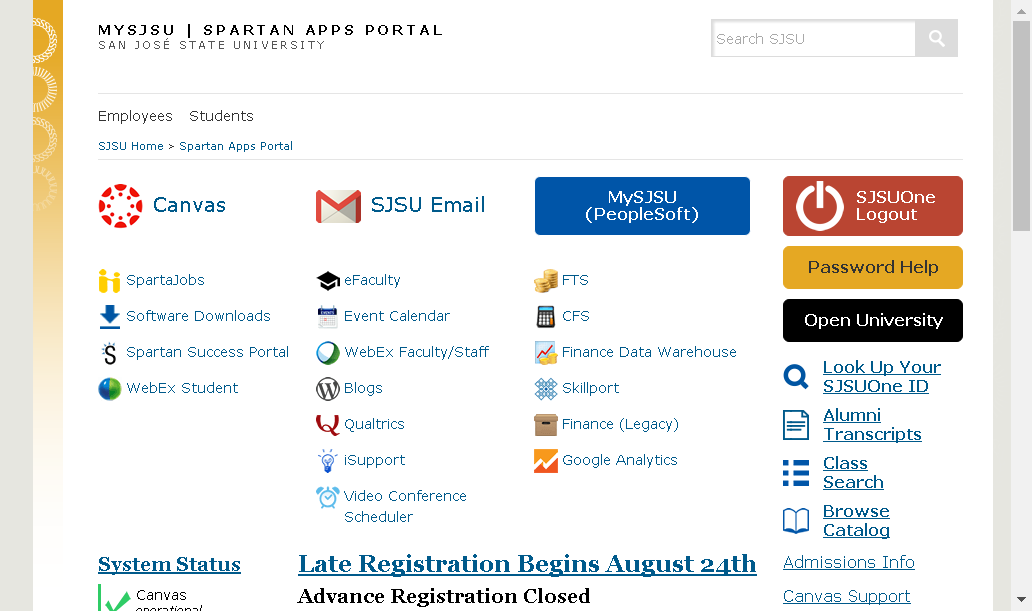 MYSJSU | SPARTAN APPS PORTAL
SAN JOSÉ STATE UNIVERSITY
Search SJSU
Employees Students
SJSU Home > Spartan Apps Portal
Canvas
SJSU Email
MySJSU
(PeopleSoft)
SJSUOne
Logout
Password Help
Open University
SpartaJobs
Software Downloads
Spartan Success Portal
WebEx Student
eFaculty
Event Calendar
WebEx Faculty/Staff
Blogs
Qualtrics
iSupport
Video Conference
Scheduler
FTS
CFS
Finance Data Warehouse
Skillport
Finance (Legacy)
Google Analytics
Look Up Your
SJSUOne ID
Alumni
Transcripts
Class
Search
Browse
Catalog
Admissions Info
Canvas Support
System Status
Canvas
operational
Late Registration Begins August 24th
Advance Registration Closed